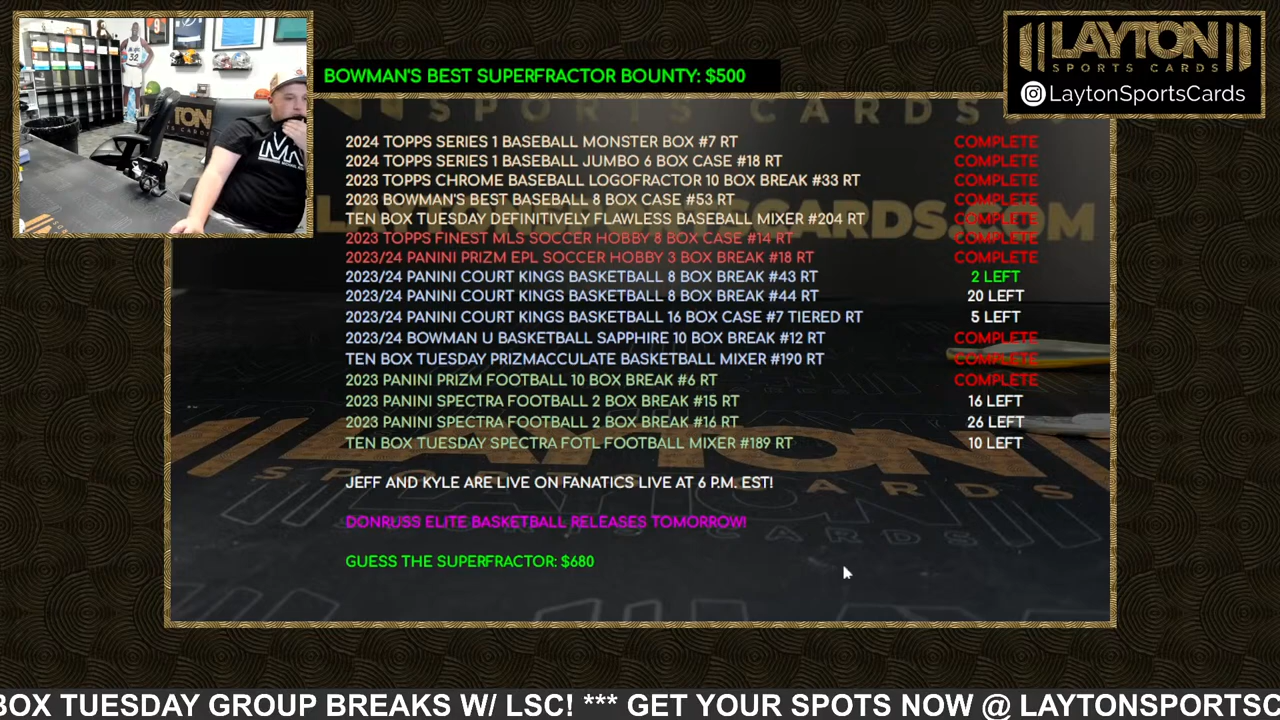 BOWMAN'S BEST SUPERFRACTOR BOUNTY: $500
LAYTON
SPORTS CARDS
LaytonSportsCards
2024 TOPPS SERIES 1 BASEBALL MONSTER BOX #7 RT COMPLETE
2024 TOPPS SERIES 1 BASEBALL JUMBO 6 BOX CASE #18 RT COMPLETE
2023 TOPPS CHROME BASEBALL LOGOFRACTOR 10 BOX BREAK #33 RT COMPLETE
2023 BOWMAN'S BEST BASEBALL 8 BOX CASE #53 RT COMPLETE
TEN BOX TUESDAY DEFINITIVELY FLAWLESS BASEBALL MIXER #204 RT COMPLETE
2023 TOPPS FINEST MLS SOCCER HOBBY 8 BOX CASE #14 RT COMPLETE
2023/24 PANINI PRIZM EPL SOCCER HOBBY 3 BOX BREAK #18 RT COMPLETE
2023/24 PANINI COURT KINGS BASKETBALL 8 BOX BREAK #43 RT 2 LEFT
2023/24 PANINI COURT KINGS BASKETBALL 8 BOX BREAK #44 RT 20 LEFT
2023/24 PANINI COURT KINGS BASKETBALL 16 BOX CASE #7 TIERED RT 5 LEFT
2023/24 BOWMAN U BASKETBALL SAPPHIRE 10 BOX BREAK #12 RT COMPLETE
TEN BOX TUESDAY PRIZMACCULATE BASKETBALL MIXER #190 RT COMPLETE
2023 PANINI PRIZM FOOTBALL 10 BOX BREAK #6 RT COMPLETE
2023 PANINI SPECTRA FOOTBALL 2 BOX BREAK #15 RT 16 LEFT
2023 PANINI SPECTRA FOOTBALL 2 BOX BREAK #16 RT 26 LEFT
TEN BOX TUESDAY SPECTRA FOTL FOOTBALL MIXER #189 RT 10 LEFT
JEFF AND KYLE ARE LIVE ON FANATICS LIVE AT 6 P.M. EST!
DONRUSS ELITE BASKETBALL RELEASES TOMORROW!
GUESS THE SUPERFRACTOR: $680
BOX TUESDAY GROUP BREAKS W/ LSC! *** GET YOUR SPOTS NOW @ LAYTONSPORTSC